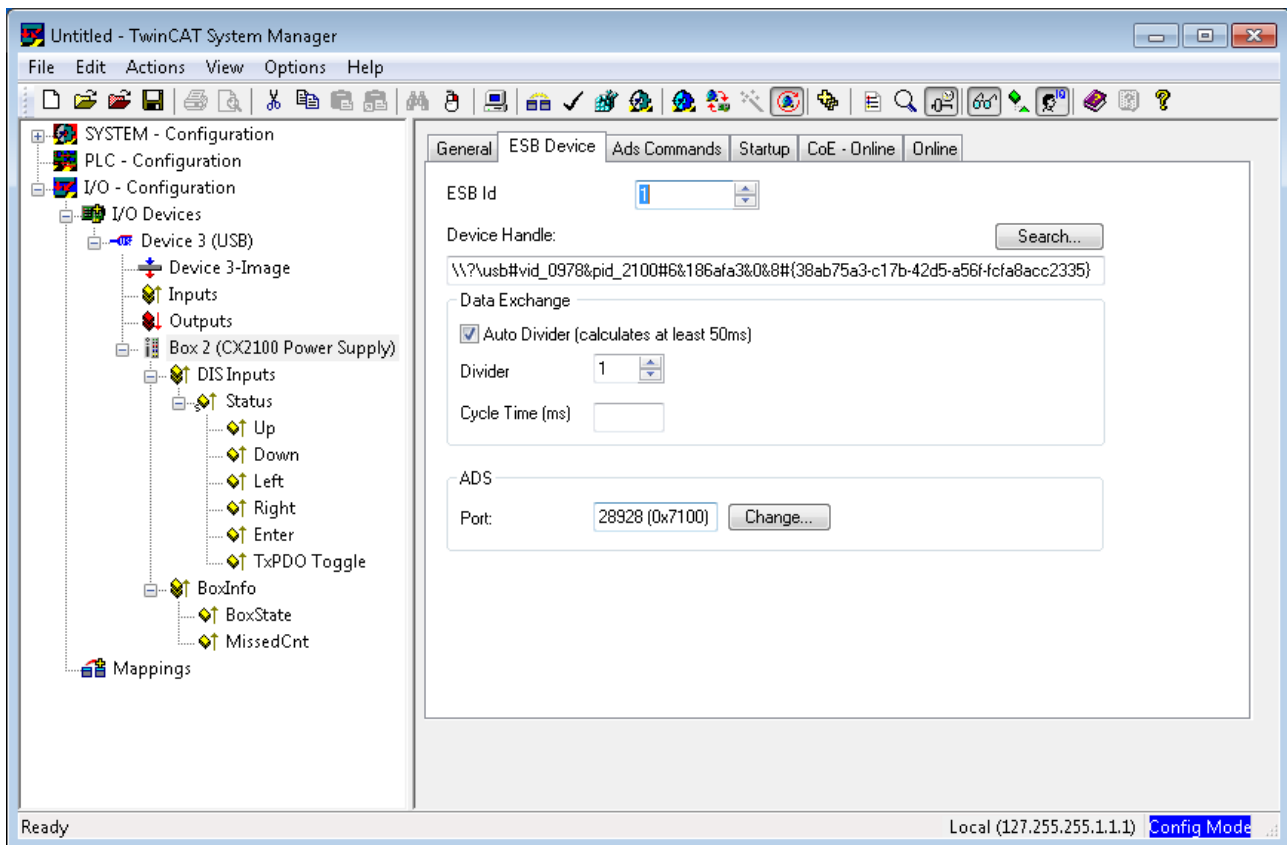 Untitled - TwinCAT System Manager
File Edit Actions View Options Help
SYSTEM - Configuration
PLC - Configuration
I/O - Configuration
I/O Devices
Device 3 (USB)
Device 3-Image
Inputs
Outputs
Box 2 (CX2100 Power Supply)
DIS Inputs
Status
Up
Down
Left
Right
Enter
TxPDO Toggle
BoxInfo
BoxState
MissedCnt
Mappings
General ESB Device Ads Commands Startup CoE - Online Online
ESB Id 1
Device Handle: Search...
\\?\usb#vid_0978&pid_2100#6&186afa3&0&8#{38ab75a3-c17b-42d5-a56f-fcfa8acc2335}
Data Exchange
Auto Divider (calculates at least 50ms)
Divider 1
Cycle Time (ms)
ADS
Port: 28928 (0x7100) Change...
Ready Local (127.255.255.1.1.1) Config Mode